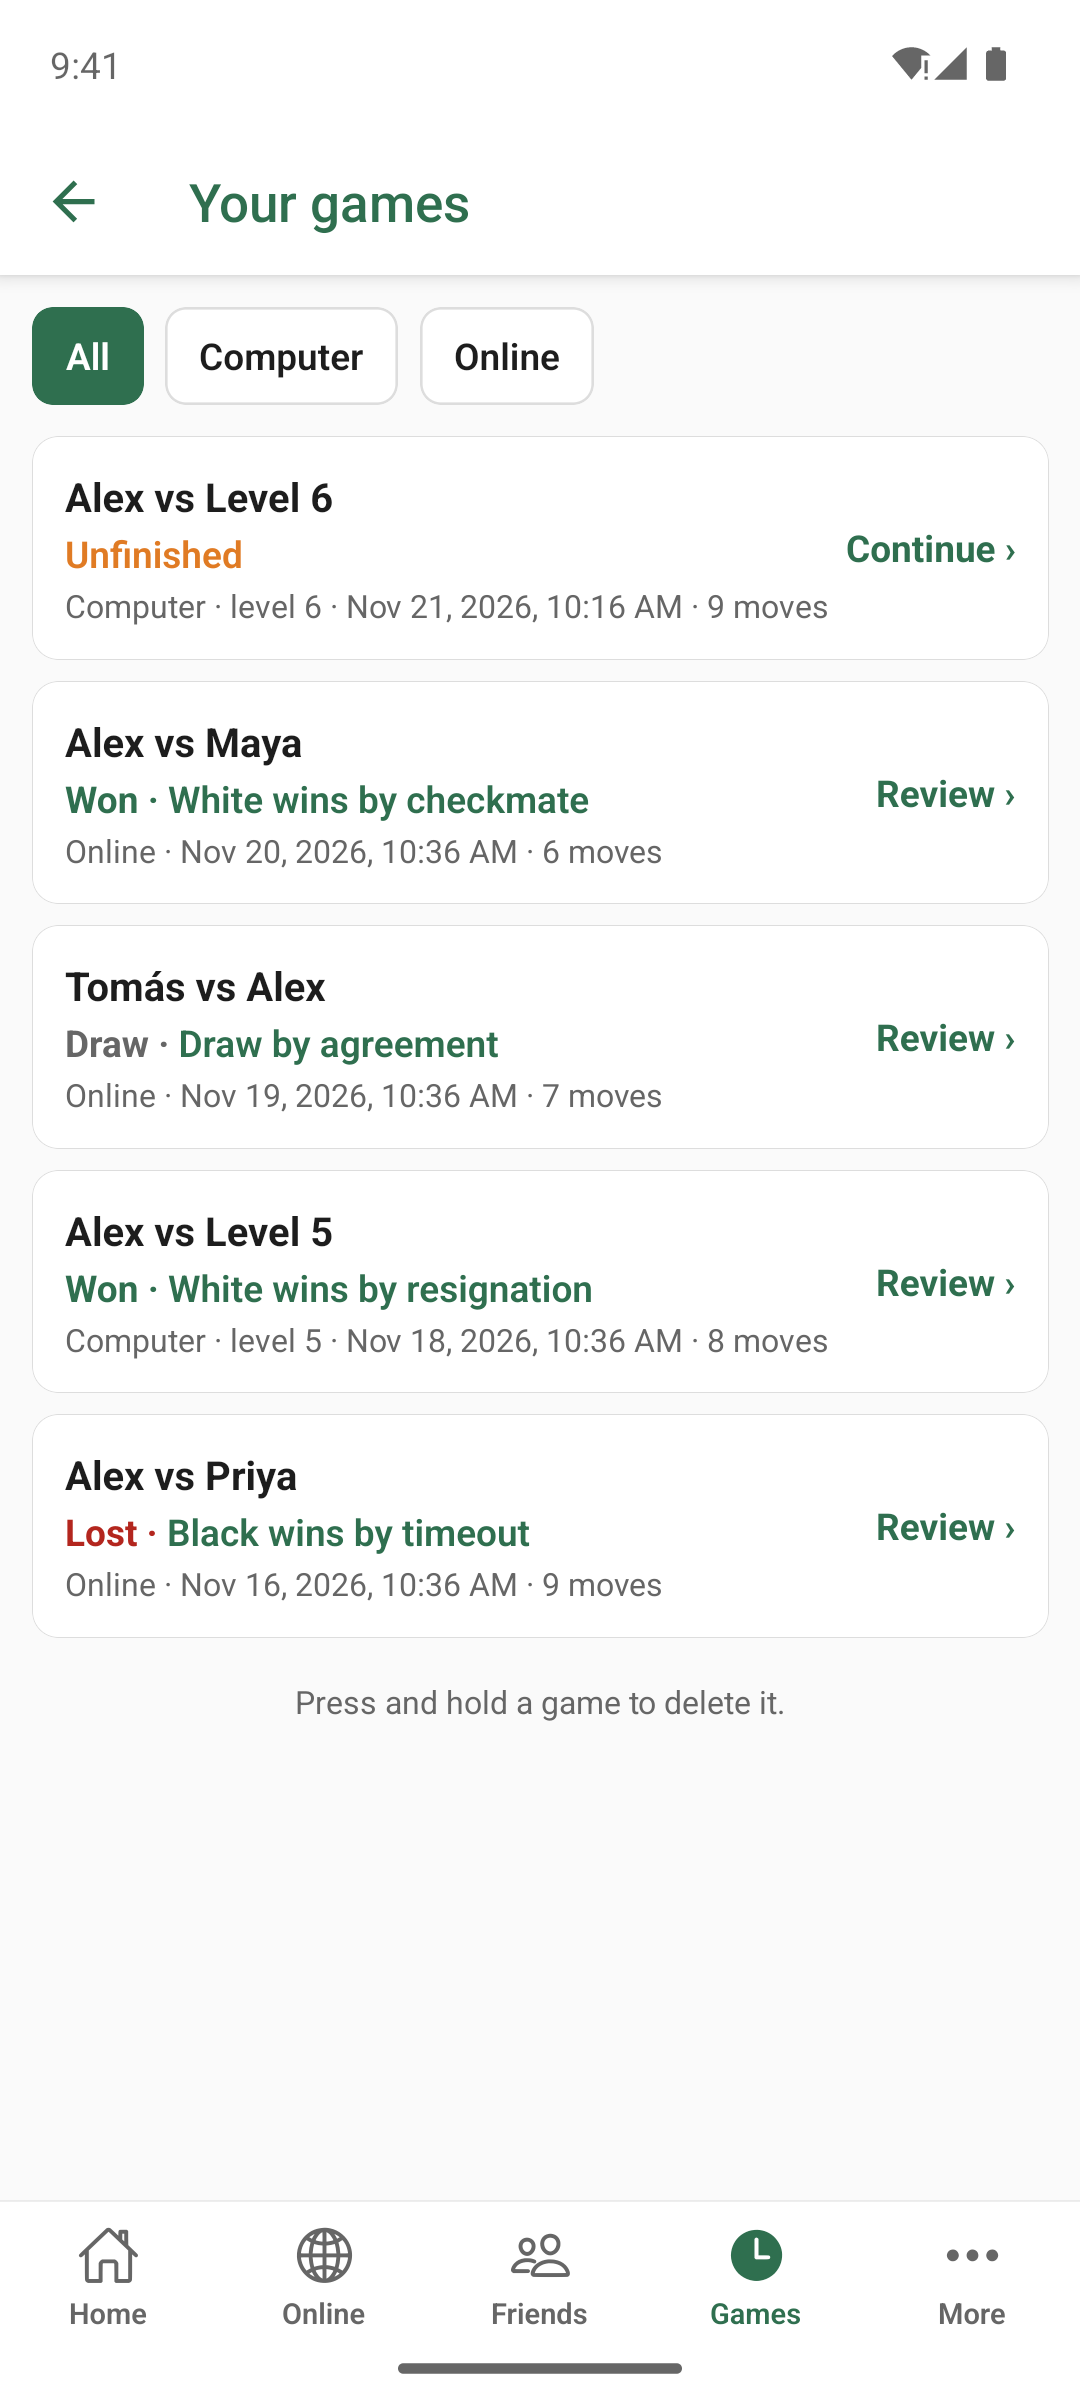 9:41
Your games
All
Computer
Online
Alex vs Level 6
Unfinished
Continue ›
Computer · level 6 · Nov 21, 2026, 10:16 AM · 9 moves
Alex vs Maya
Won · White wins by checkmate
Review ›
Online · Nov 20, 2026, 10:36 AM · 6 moves
Tomás vs Alex
Draw · Draw by agreement
Review ›
Online · Nov 19, 2026, 10:36 AM · 7 moves
Alex vs Level 5
Won · White wins by resignation
Review ›
Computer · level 5 · Nov 18, 2026, 10:36 AM · 8 moves
Alex vs Priya
Lost · Black wins by timeout
Review ›
Online · Nov 16, 2026, 10:36 AM · 9 moves
Press and hold a game to delete it.
Home
Online
Friends
Games
More